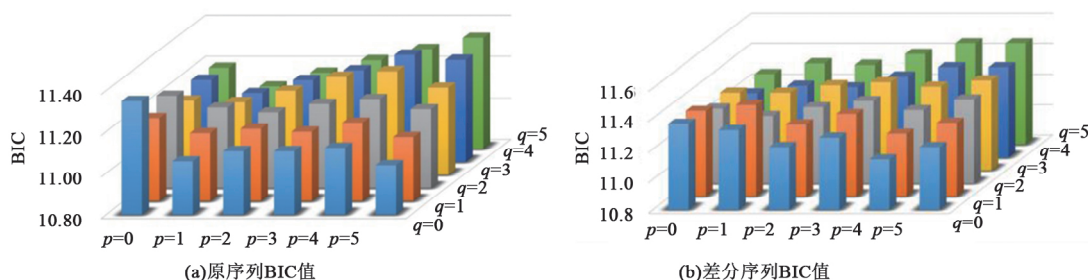 BIC
11.40
11.20
11.00
10.80
p=0 p=1 p=2 p=3 p=4 p=5
q=0
q=1
q=2
q=3
q=4
q=5
(a)原序列BIC值
BIC
11.6
11.4
11.2
11.0
10.8
p=0 p=1 p=2 p=3 p=4 p=5
q=0
q=1
q=2
q=3
q=4
q=5
(b)差分序列BIC值